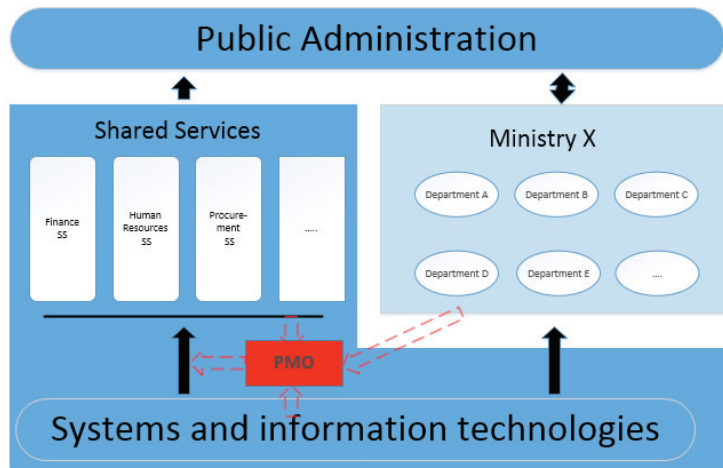 Public Administration
Shared Services
Ministry X
Finance
SS
Human
Resources
SS
Procure-
ment
SS
.....
Department A
Department B
Department C
Department D
Department E
....
PMO
Systems and information technologies